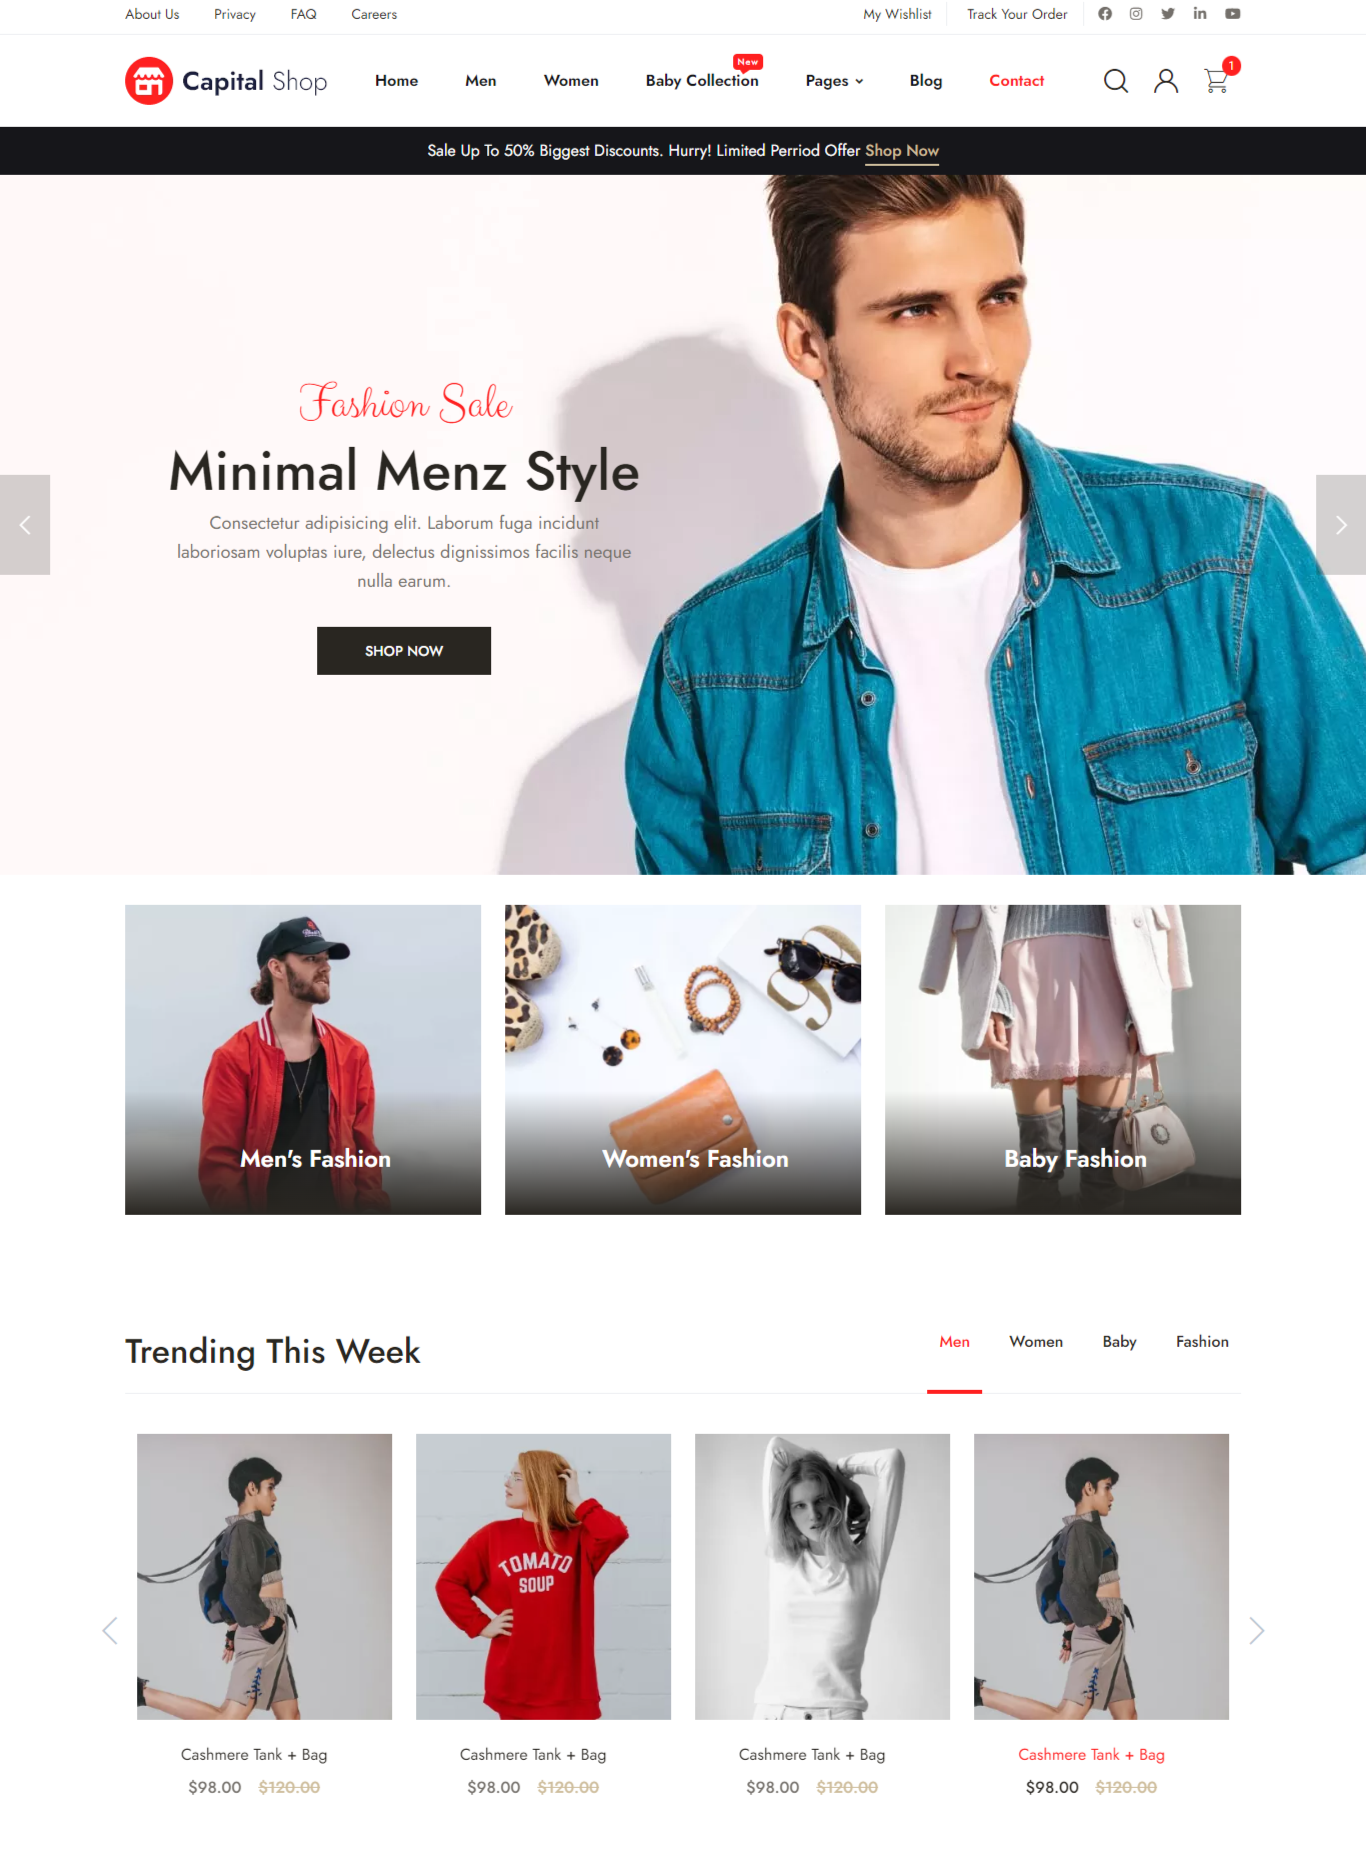 About Us Privacy FAQ Careers My Wishlist Track Your Order
Capital Shop Home Men Women Baby Collection New Pages Blog Contact 1
Sale Up To 50% Biggest Discounts. Hurry! Limited Perriod Offer Shop Now
Fashion Sale
Minimal Menz Style
Consectetur adipisicing elit. Laborum fuga incidunt
laboriosam voluptas iure, delectus dignissimos facilis neque
nulla earum.
SHOP NOW
Men's Fashion Women's Fashion Baby Fashion
Trending This Week Men Women Baby Fashion
TOMATO
SOUP
Cashmere Tank + Bag Cashmere Tank + Bag Cashmere Tank + Bag Cashmere Tank + Bag
$98.00 $120.00 $98.00 $120.00 $98.00 $120.00 $98.00 $120.00